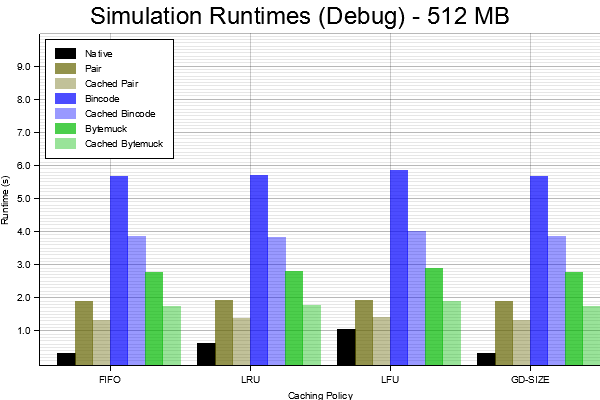 Simulation Runtimes (Debug) - 512 MB
Native
Pair
Cached Pair
Bincode
Cached Bincode
Bytemuck
Cached Bytemuck
Runtime (s)
9.0
8.0
7.0
6.0
5.0
4.0
3.0
2.0
1.0
FIFO LRU LFU GD-SIZE
Caching Policy